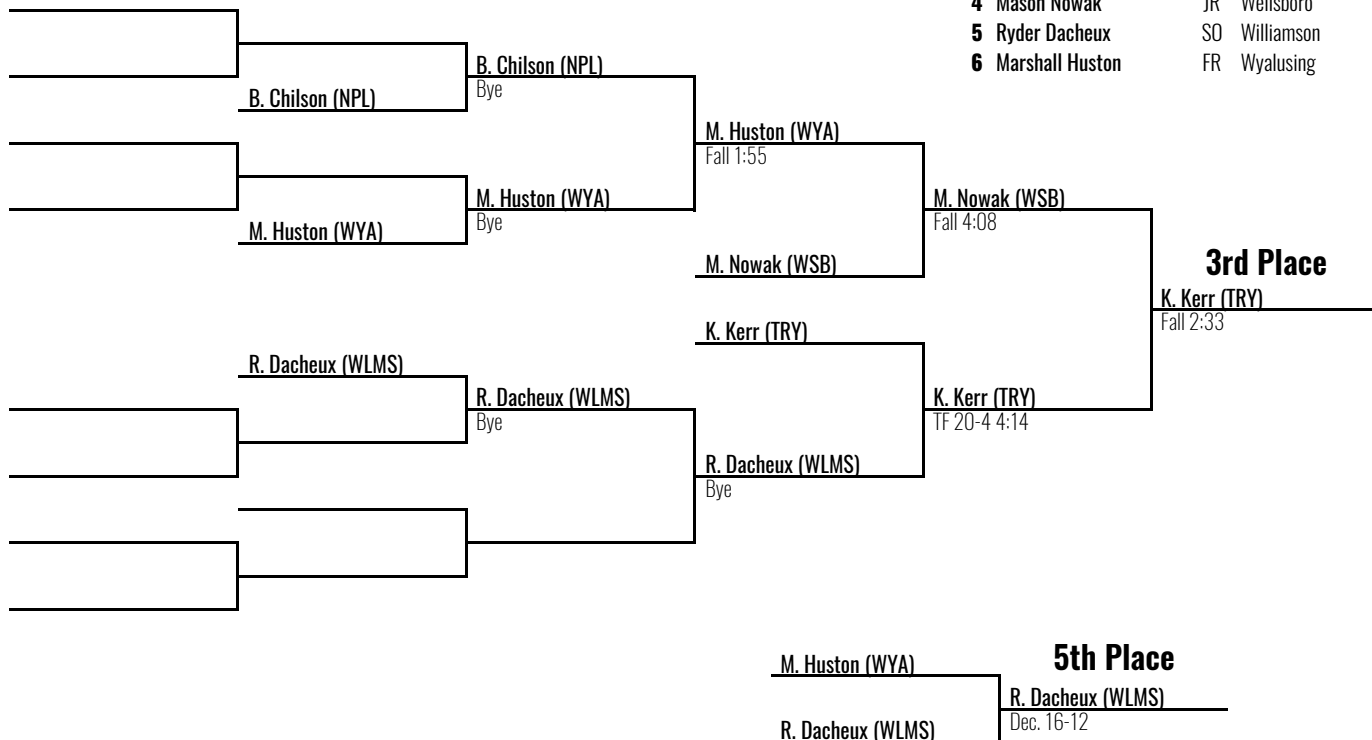 4 Mason Nowak JR Wellsboro
5 Ryder Dacheux SO Williamson
6 Marshall Huston FR Wyalusing
B. Chilson (NPL)
Bye
B. Chilson (NPL)
M. Huston (WYA)
Fall 1:55
M. Huston (WYA)
Bye
M. Huston (WYA)
M. Nowak (WSB)
Fall 4:08
M. Nowak (WSB)
3rd Place
K. Kerr (TRY)
Fall 2:33
K. Kerr (TRY)
R. Dacheux (WLMS)
R. Dacheux (WLMS)
Bye
K. Kerr (TRY)
TF 20-4 4:14
R. Dacheux (WLMS)
Bye
5th Place
M. Huston (WYA)
R. Dacheux (WLMS)
Dec. 16-12
R. Dacheux (WLMS)